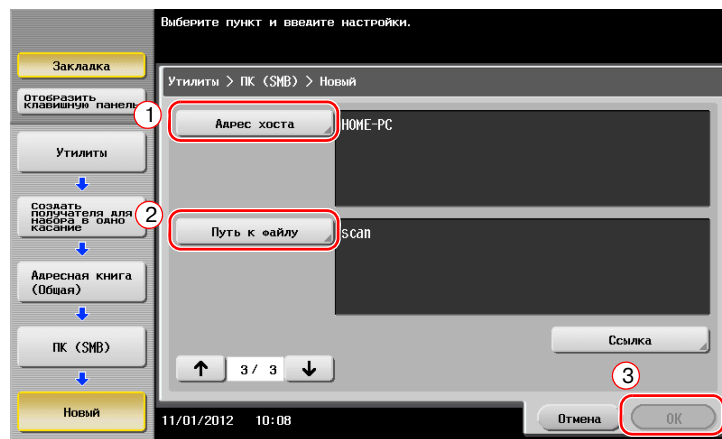 Выберите пункт и введите настройки.
Закладка
Отобразить
клавишную панель
Утилиты
Создать
получателя для
набора в одно
касание
Адресная книга
(Общая)
ПК (SMB)
Новый
Утилиты > ПК (SMB) > Новый
1
Адрес хоста
HOME-PC
2
Путь к файлу
scan
Ссылка
↑ 3/ 3 ↓
3
11/01/2012 10:08
Отмена
OK